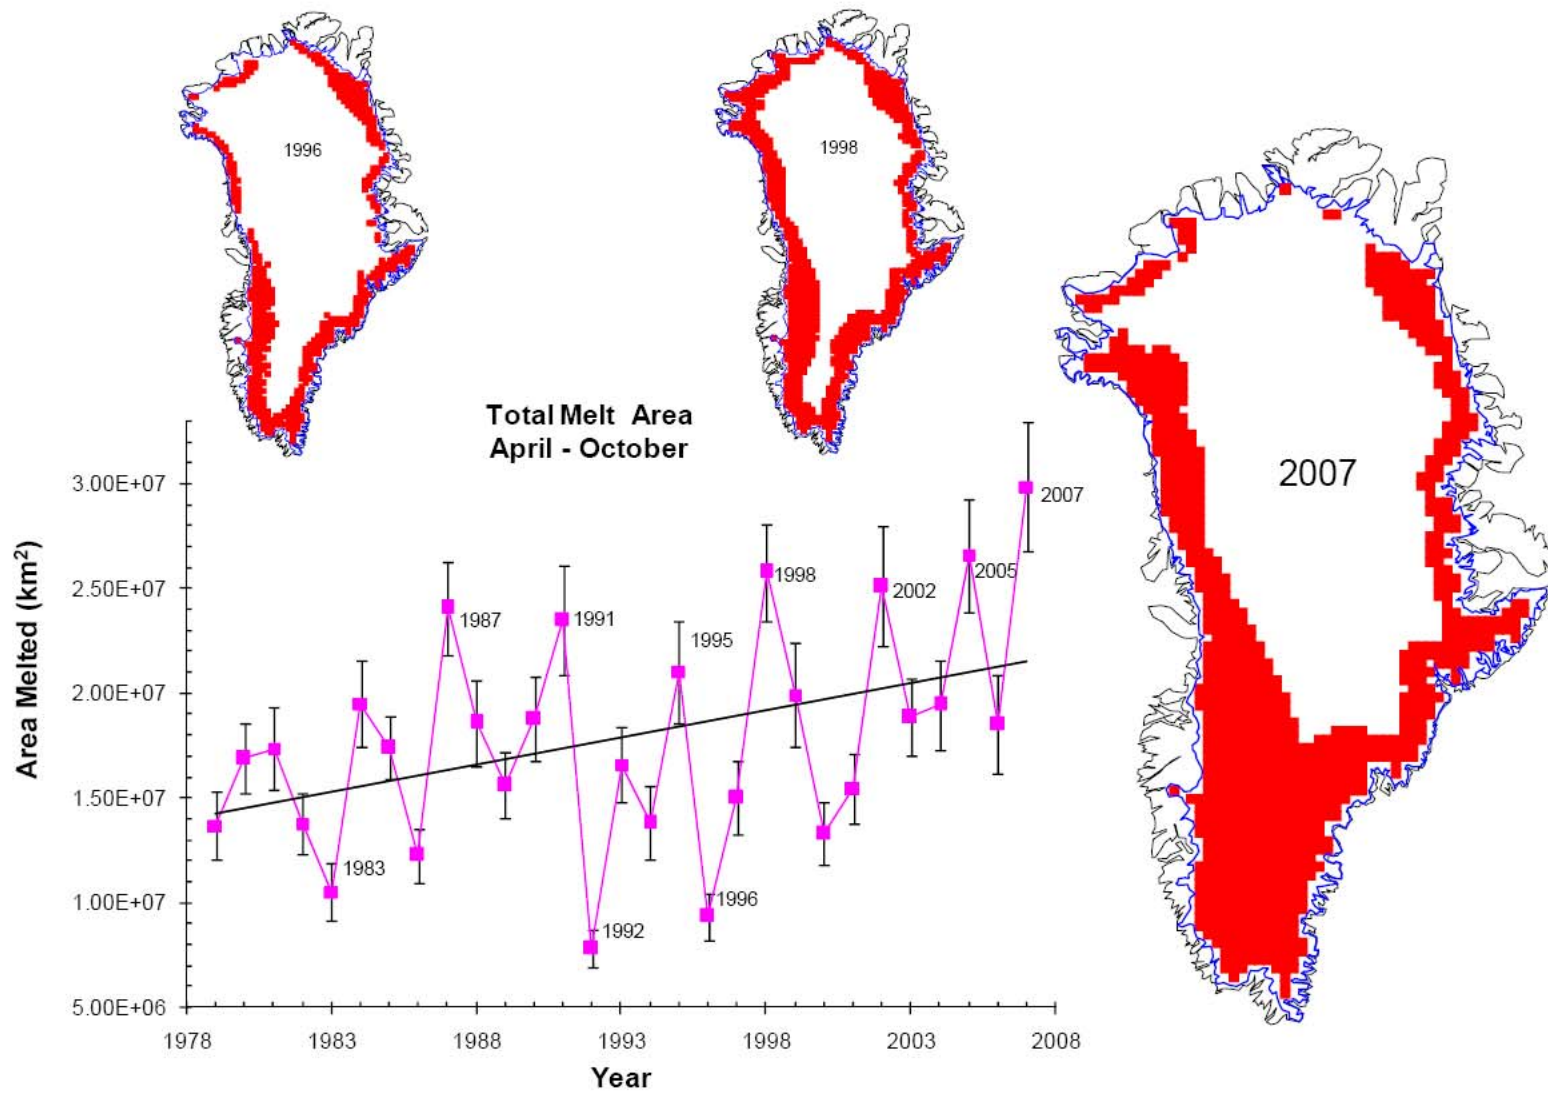 1996
1998
2007
Total Melt Area
April - October
Area Melted (km²)
3.00E+07
2.50E+07
2.00E+07
1.50E+07
1.00E+07
5.00E+06
1983
1987
1991
1992
1995
1996
1998
2002
2005
2007
1978
1983
1988
1993
1998
2003
2008
Year